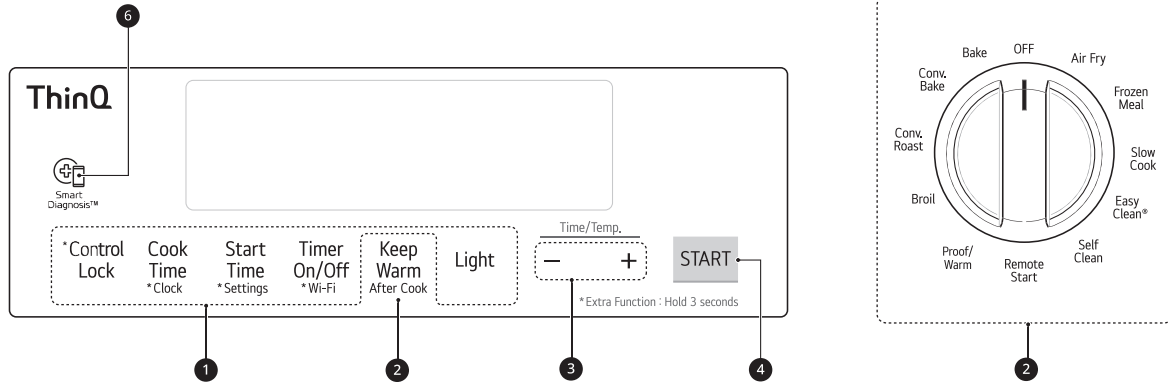 6
ThinQ
Smart
Diagnosis™
*Control
Lock
Cook
Time
*Clock
Start
Time
*Settings
Timer
On/Off
*Wi-Fi
Keep
Warm
After Cook
Light
Time/Temp.
− +
START
*Extra Function : Hold 3 seconds
1
2
3
4
OFF
Air Fry
Frozen
Meal
Slow
Cook
Easy
Clean®
Self
Clean
Remote
Start
Proof/
Warm
Broil
Conv.
Roast
Conv.
Bake
Bake
2